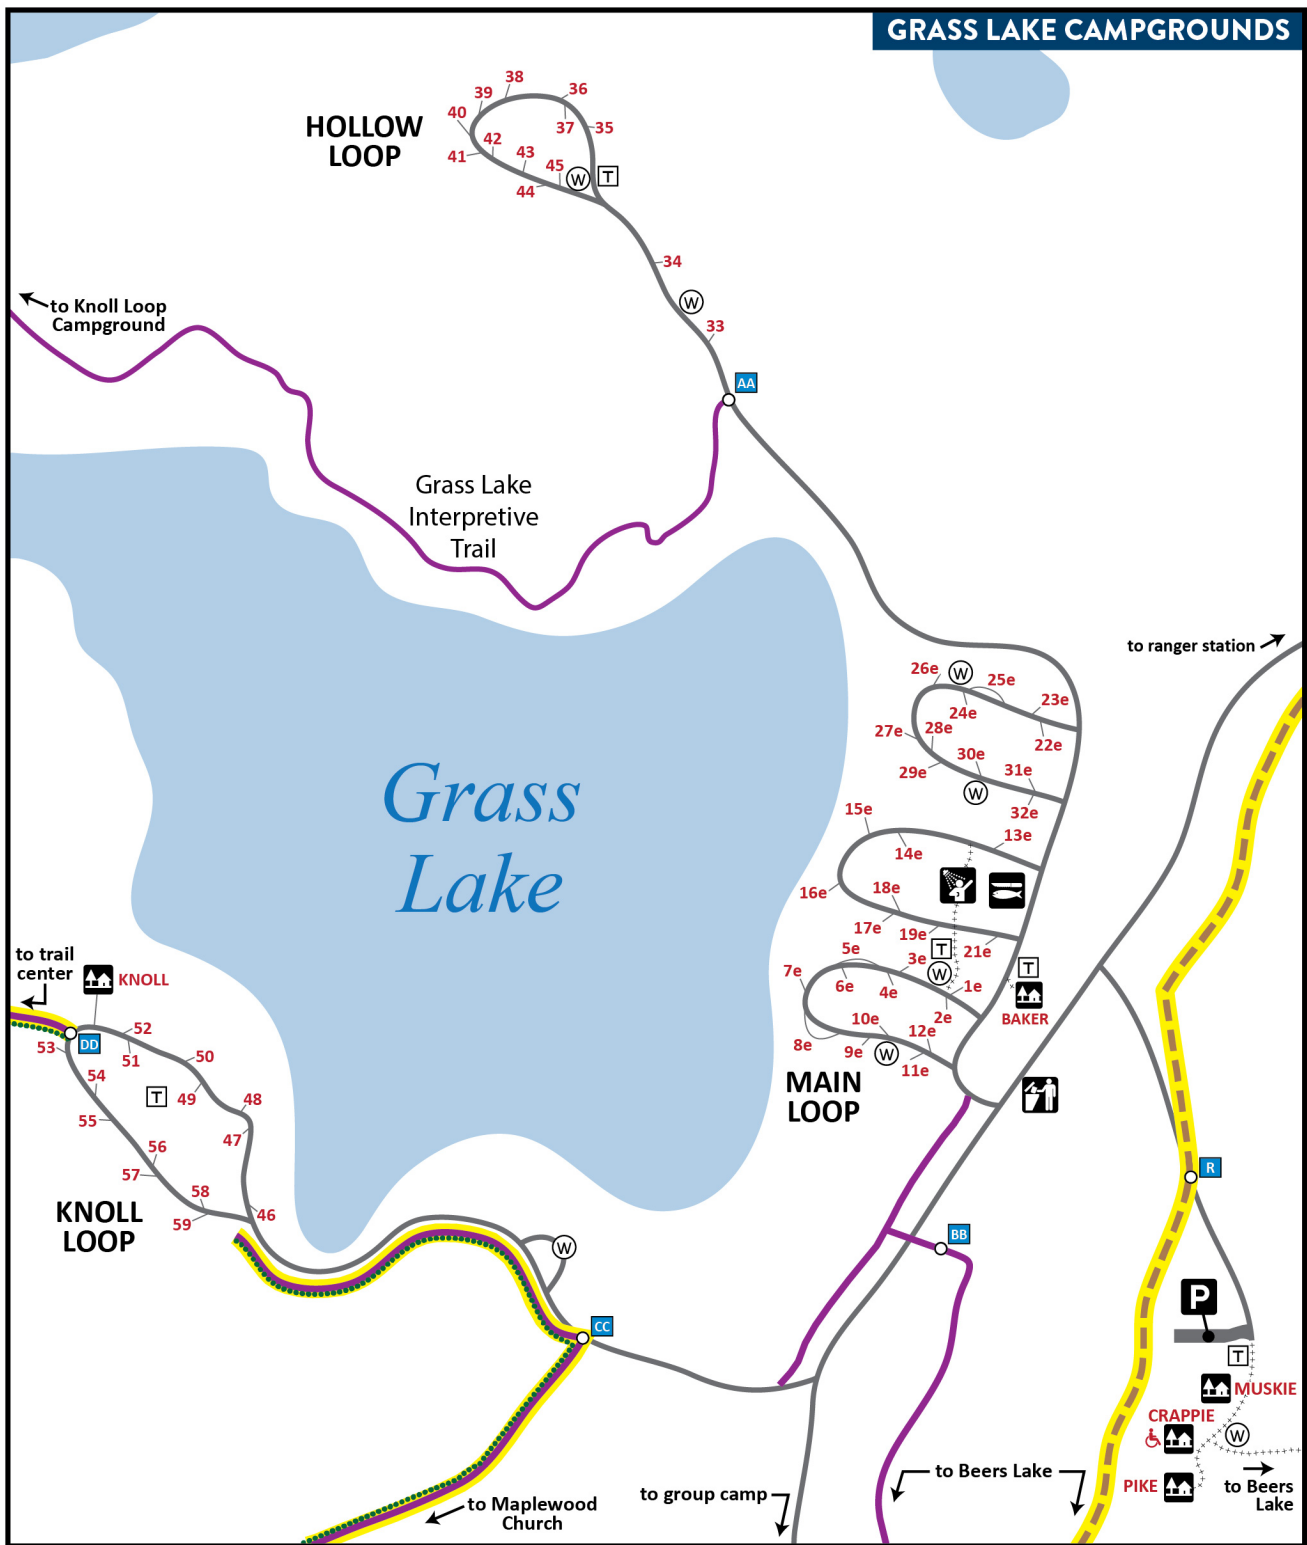 GRASS LAKE CAMPGROUNDS
38
39
36
40
HOLLOW
LOOP
37
35
42
41
43
45
W
T
44
34
W
33
to Knoll Loop
Campground
AA
Grass Lake
Interpretive
Trail
to ranger station
26e
W
25e
23e
24e
27e
28e
22e
30e
29e
31e
W
32e
15e
13e
14e
Grass
Lake
16e
18e
17e
19e
21e
T
5e
3e
T
7e
W
6e
4e
1e
BAKER
2e
10e
12e
8e
9e
W
11e
MAIN
LOOP
to trail
center
KNOLL
52
DD
53
51
50
54
T
49
48
55
47
56
57
58
59
46
KNOLL
LOOP
W
CC
BB
R
P
T
MUSKIE
CRAPPIE
W
PIKE
to Beers
Lake
to Beers Lake
to group camp
to Maplewood
Church